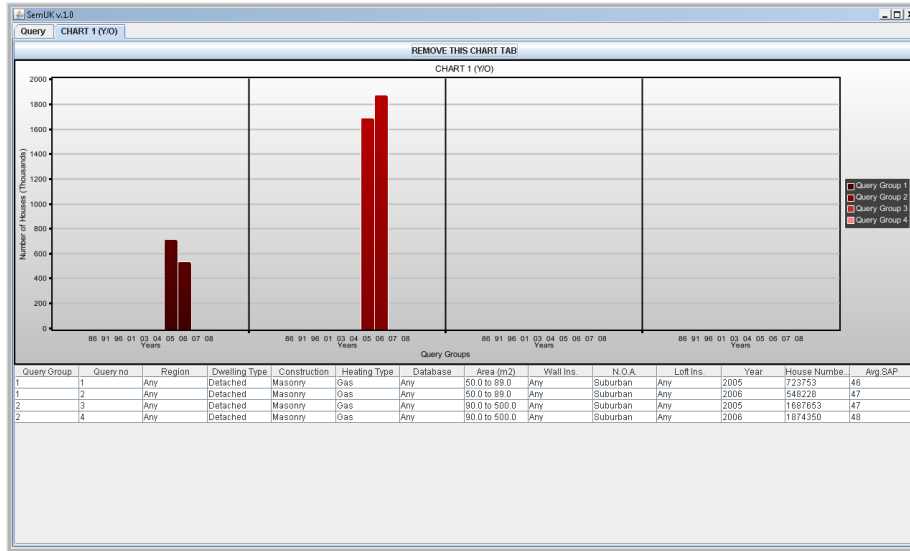 SemUK v.1.0
Query CHART 1 (Y/O)
REMOVE THIS CHART TAB
CHART 1 (Y/O)
Number of Houses (Thousands)
2000
1800
1600
1400
1200
1000
800
600
400
200
0
86 91 96 01 03 04 05 06 07 08 86 91 96 01 03 04 05 06 07 08 86 91 96 01 03 04 05 06 07 08 86 91 96 01 03 04 05 06 07 08
Years Years Years Years
Query Groups
Query Group 1
Query Group 2
Query Group 3
Query Group 4
Query Group Query no Region Dwelling Type Construction Heating Type Database Area (m2) Wall Ins. N.O.A. Loft Ins. Year House Numbe... Avg.SAP
1 1 Any Detached Masonry Gas Any 50.0 to 89.0 Any Suburban Any 2005 723753 46
1 2 Any Detached Masonry Gas Any 50.0 to 89.0 Any Suburban Any 2006 548228 47
2 3 Any Detached Masonry Gas Any 90.0 to 500.0 Any Suburban Any 2005 1687653 47
2 4 Any Detached Masonry Gas Any 90.0 to 500.0 Any Suburban Any 2006 1874350 48